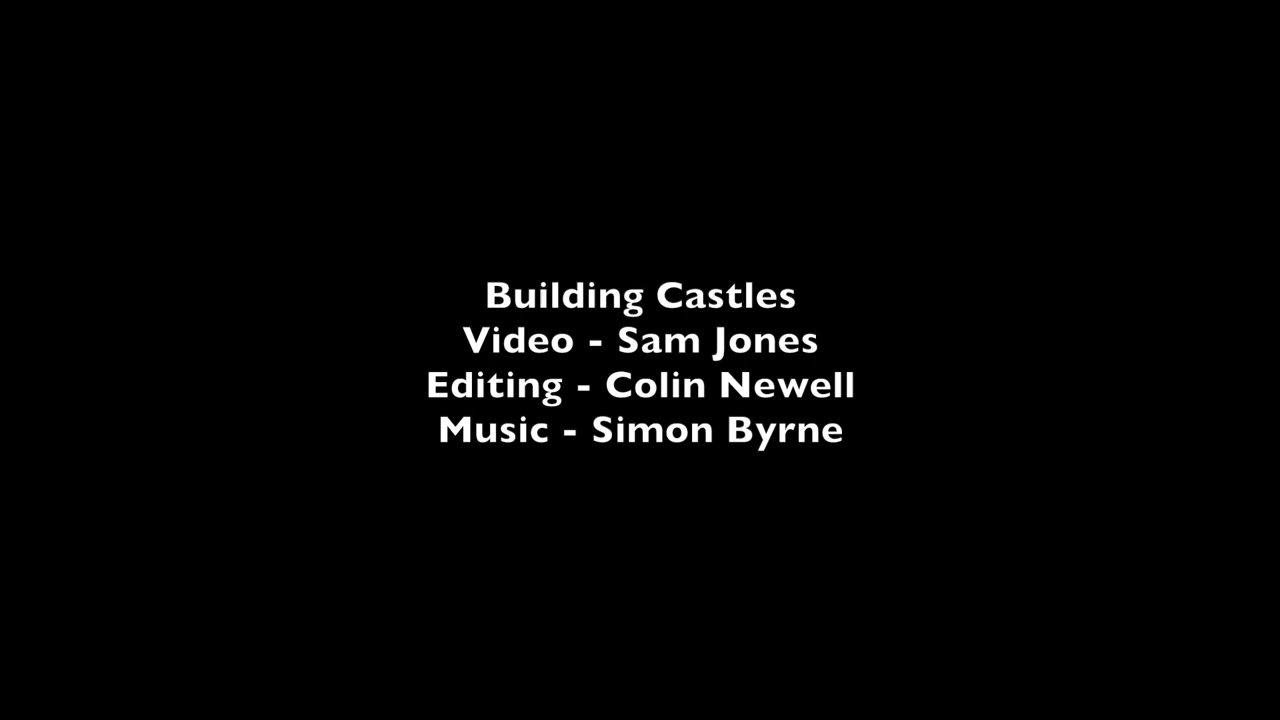 Building Castles
Video - Sam Jones
Editing - Colin Newell
Music - Simon Byrne